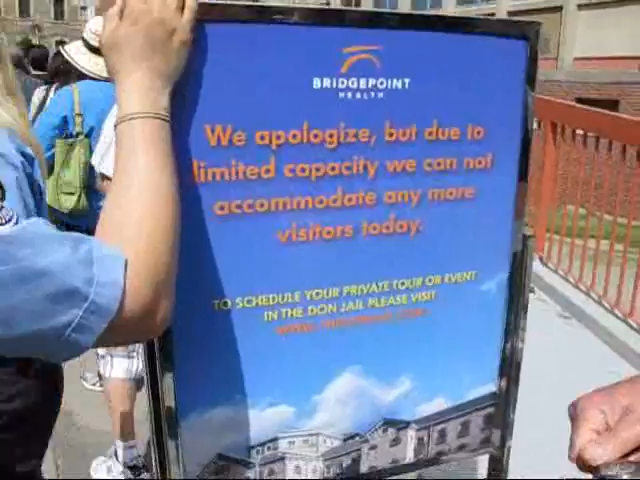 BRIDGEPOINT
HEALTH
We apologize, but due to
limited capacity we can not
accommodate any more
visitors today.
TO SCHEDULE YOUR PRIVATE TOUR OR EVENT
IN THE DON JAIL PLEASE VISIT